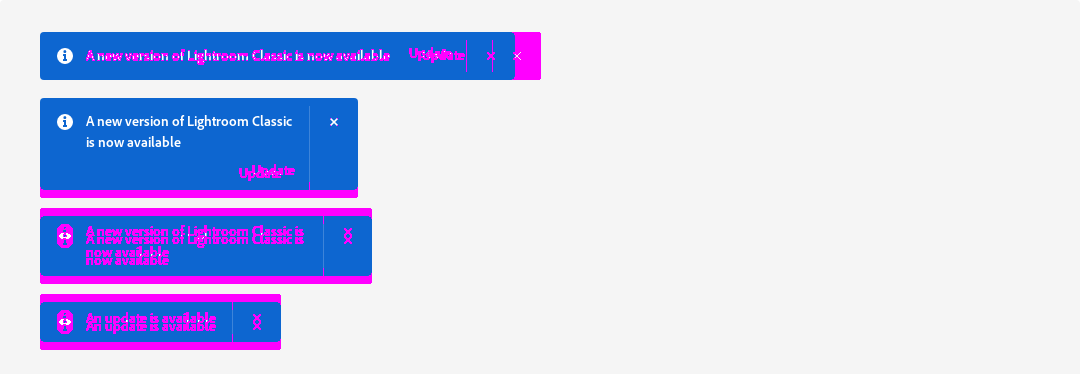 A new version of Lightroom Classic is now available
Update
A new version of Lightroom Classic
is now available
Update
A new version of Lightroom Classic is
now available
An update is available